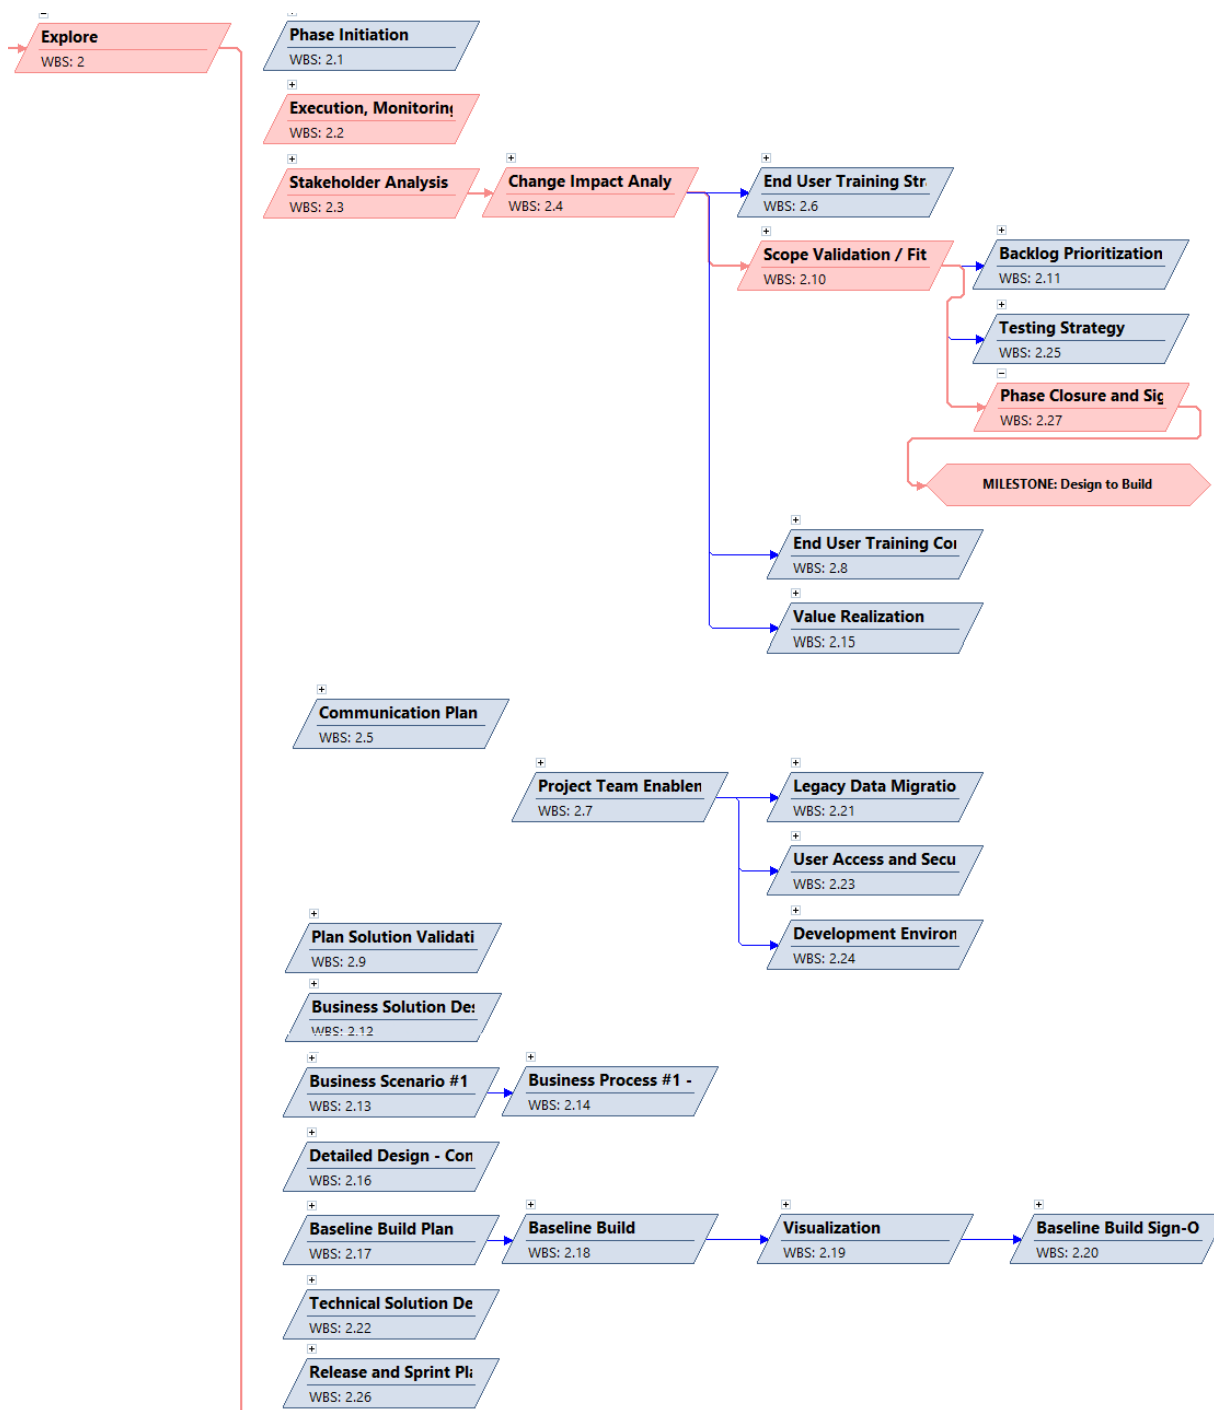 Explore
WBS: 2
Phase Initiation
WBS: 2.1
Execution, Monitoring
WBS: 2.2
Stakeholder Analysis
WBS: 2.3
Change Impact Analy
WBS: 2.4
End User Training Str
WBS: 2.6
Scope Validation / Fit
WBS: 2.10
Backlog Prioritization
WBS: 2.11
Testing Strategy
WBS: 2.25
Phase Closure and Sig
WBS: 2.27
MILESTONE: Design to Build
End User Training Co
WBS: 2.8
Value Realization
WBS: 2.15
Communication Plan
WBS: 2.5
Project Team Enablem
WBS: 2.7
Legacy Data Migratio
WBS: 2.21
User Access and Secu
WBS: 2.23
Development Environ
WBS: 2.24
Plan Solution Validati
WBS: 2.9
Business Solution Des
WBS: 2.12
Business Scenario #1
WBS: 2.13
Business Process #1 -
WBS: 2.14
Detailed Design - Con
WBS: 2.16
Baseline Build Plan
WBS: 2.17
Baseline Build
WBS: 2.18
Visualization
WBS: 2.19
Baseline Build Sign-O
WBS: 2.20
Technical Solution De
WBS: 2.22
Release and Sprint Pla
WBS: 2.26